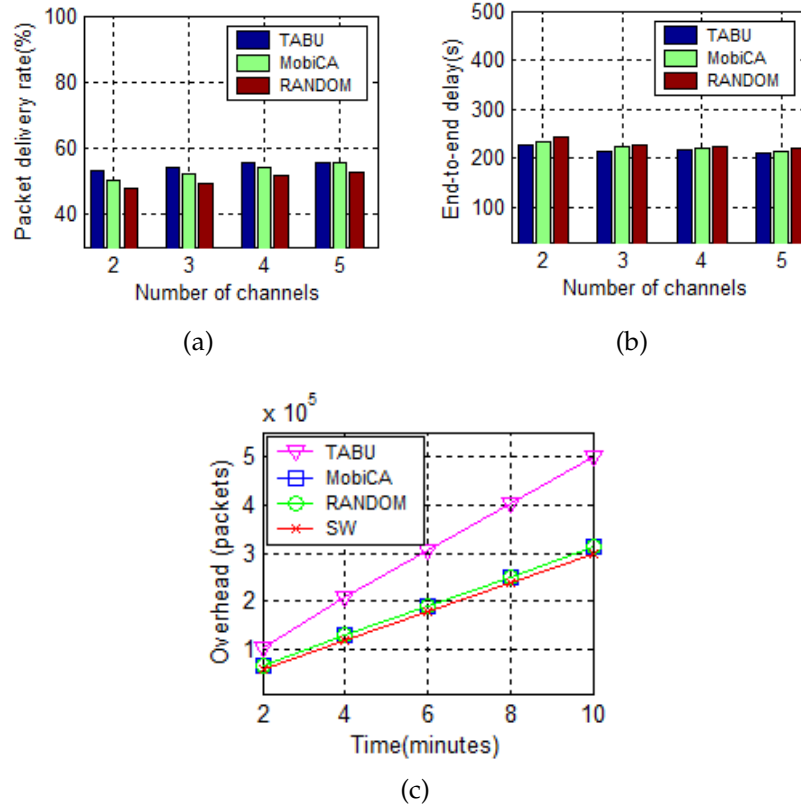 100
80
60
40
Packet delivery rate(%)
TABU
MobiCA
RANDOM
2 3 4 5
Number of channels
(a)
500
400
300
200
100
End-to-end delay(s)
TABU
MobiCA
RANDOM
2 3 4 5
Number of channels
(b)
x 10^5
5
4
3
2
1
Overhead (packets)
TABU
MobiCA
RANDOM
SW
2 4 6 8 10
Time(minutes)
(c)